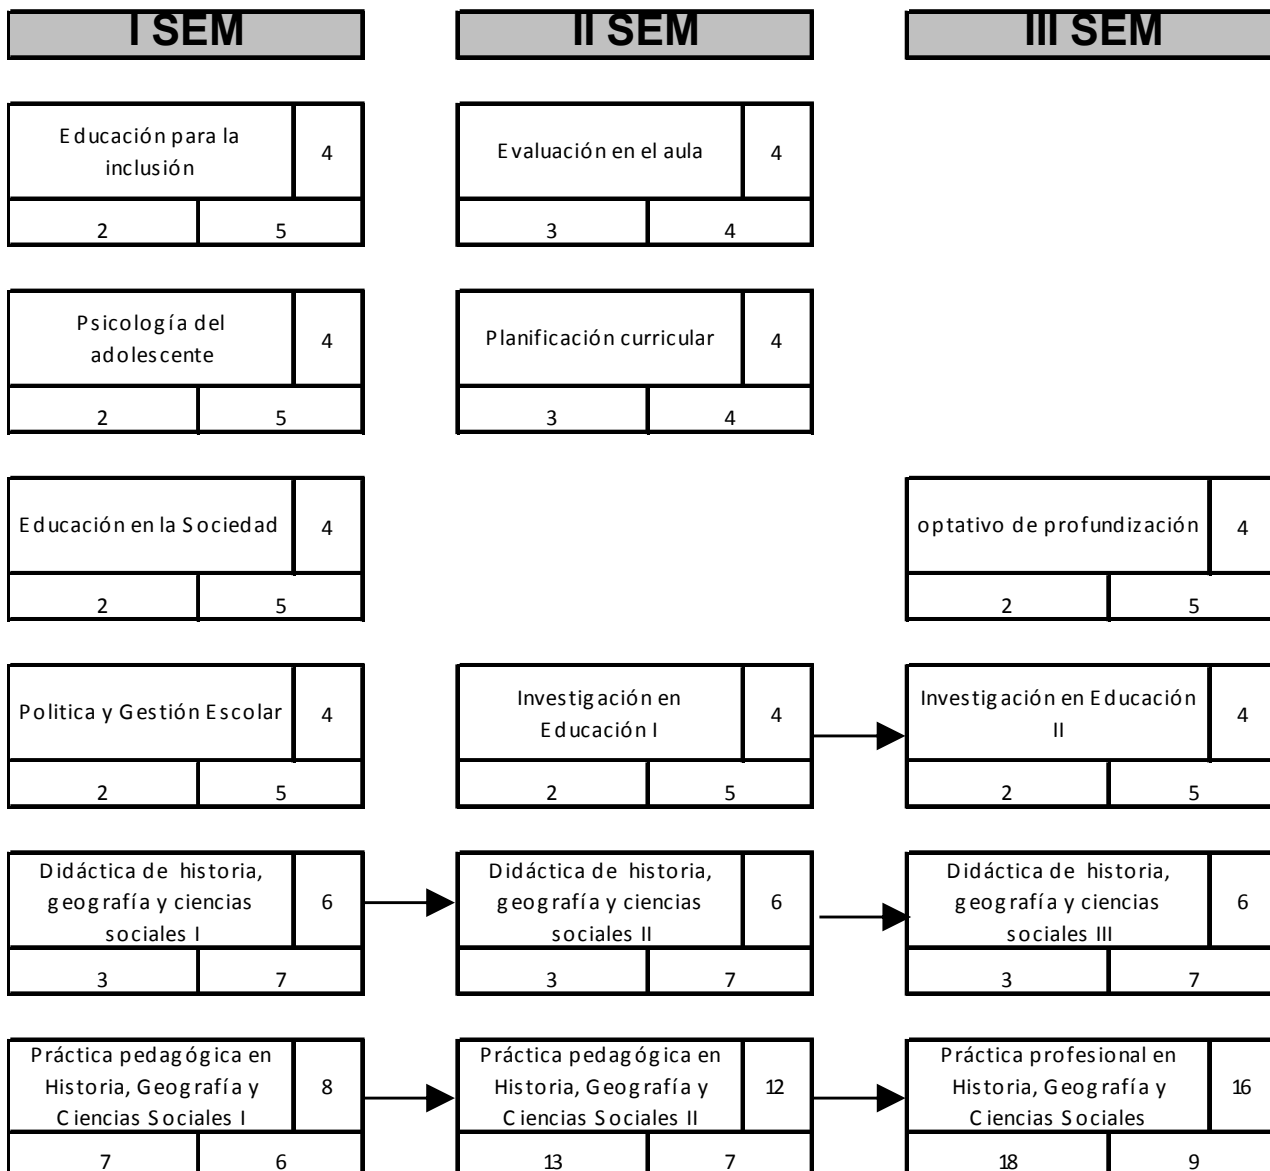 I SEM
II SEM
III SEM
Educación para la
inclusión
4
2
5
Evaluación en el aula
4
3
4
Psicología del
adolescente
4
2
5
Planificación curricular
4
3
4
Educación en la Sociedad
4
2
5
optativo de profundización
4
2
5
Politica y Gestión Escolar
4
2
5
Investigación en
Educación I
4
2
5
Investigación en Educación
II
4
2
5
Didáctica de historia,
geografía y ciencias
sociales I
6
3
7
Didáctica de historia,
geografía y ciencias
sociales II
6
3
7
Didáctica de historia,
geografía y ciencias
sociales III
6
3
7
Práctica pedagógica en
Historia, Geografía y
Ciencias Sociales I
8
7
6
Práctica pedagógica en
Historia, Geografía y
Ciencias Sociales II
12
13
7
Práctica profesional en
Historia, Geografía y
Ciencias Sociales
16
18
9